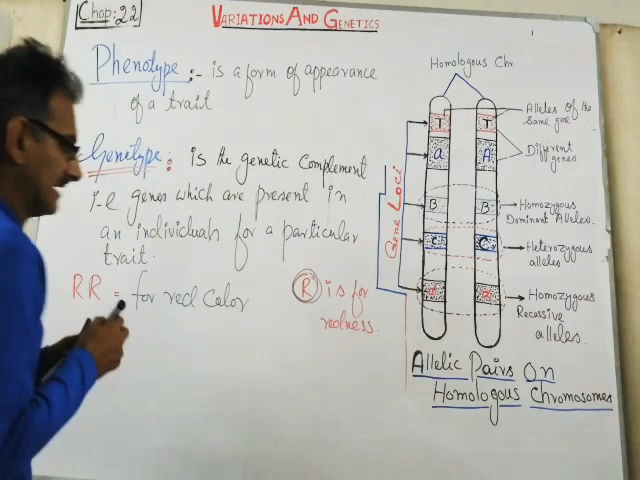 Chap: 22
VARIATIONS AND GENETICS
Phenotype :- is a form of appearance
of a trait
Genotype : is the genetic complement
i-e genes which are present in
an individuals for a particular
trait.
RR = for red Color
R is for
redness.
Homologous Chr
Alleles of the
Same gene
Different
genes
Homozygous
Dominant Alleles.
Heterozygous
alleles
Homozygous
Recessive
alleles.
Gene Loci
T T
a A
B B
C
d d
Allelic Pairs On
Homologous Chromosomes